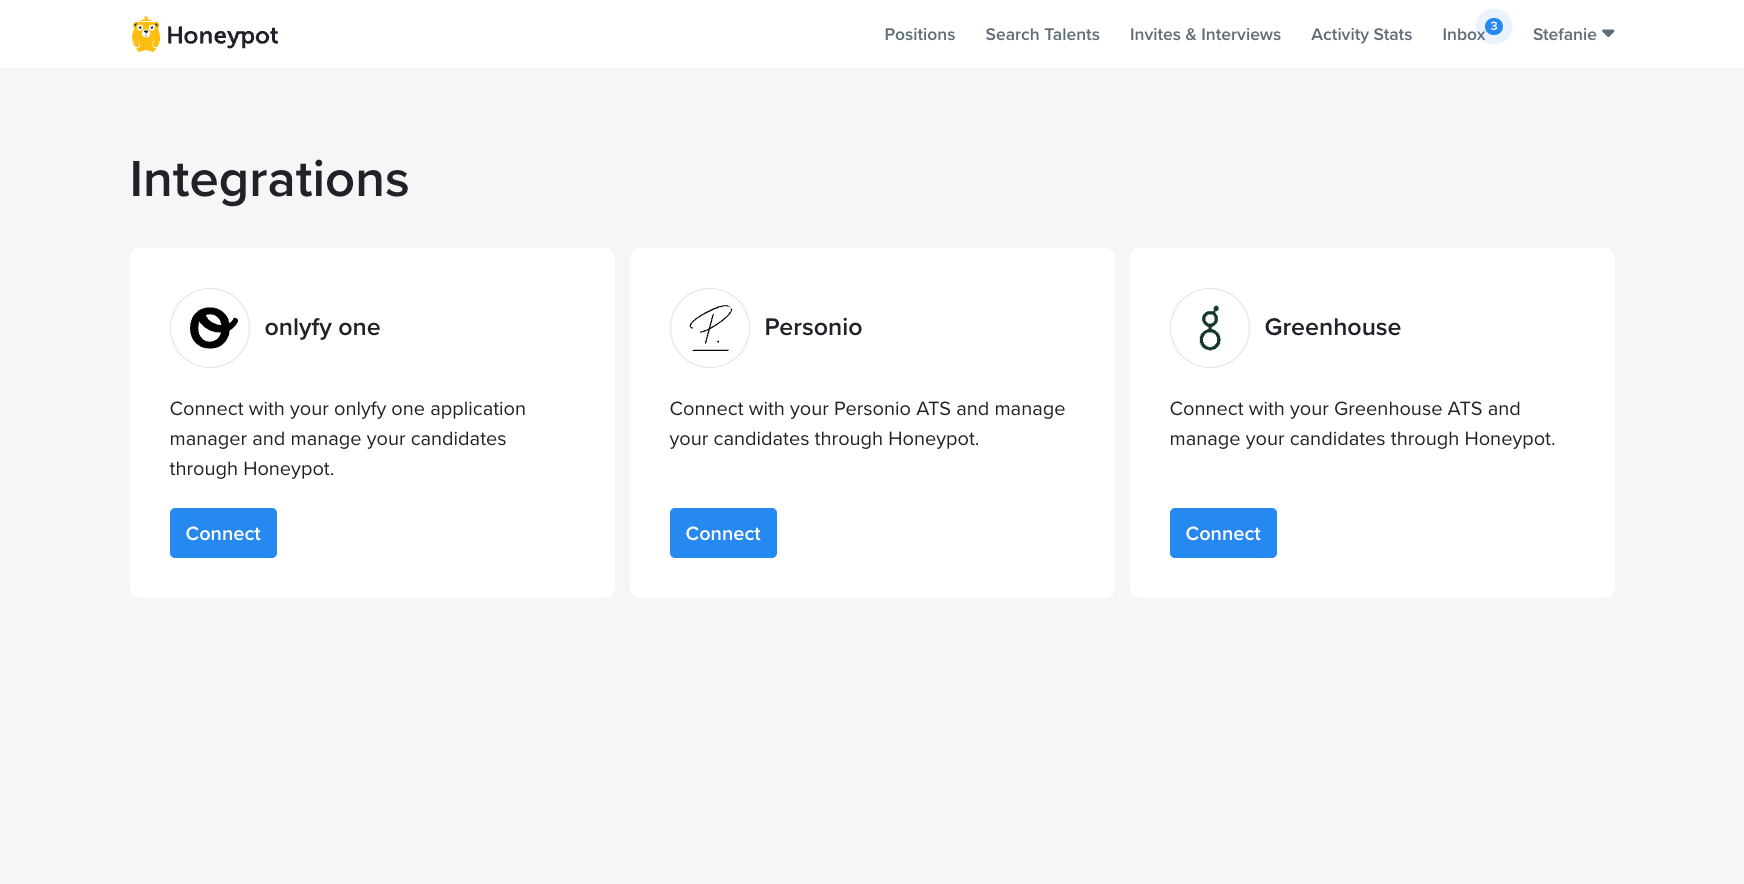 Honeypot
Positions
Search Talents
Invites & Interviews
Activity Stats
Inbox
3
Stefanie
Integrations
onlyfy one
Connect with your onlyfy one application
manager and manage your candidates
through Honeypot.
Connect
P.
Personio
Connect with your Personio ATS and manage
your candidates through Honeypot.
Connect
g
Greenhouse
Connect with your Greenhouse ATS and
manage your candidates through Honeypot.
Connect